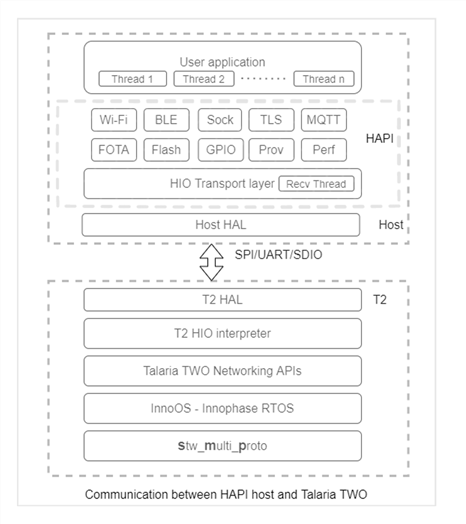 User application
Thread 1 Thread 2 ········ Thread n
Wi-Fi BLE Sock TLS MQTT
HAPI
FOTA Flash GPIO Prov Perf
HIO Transport layer Recv Thread
Host HAL Host
SPI/UART/SDIO
T2 HAL T2
T2 HIO interpreter
Talaria TWO Networking APIs
InnoOS - Innophase RTOS
stw_multi_proto
Communication between HAPI host and Talaria TWO